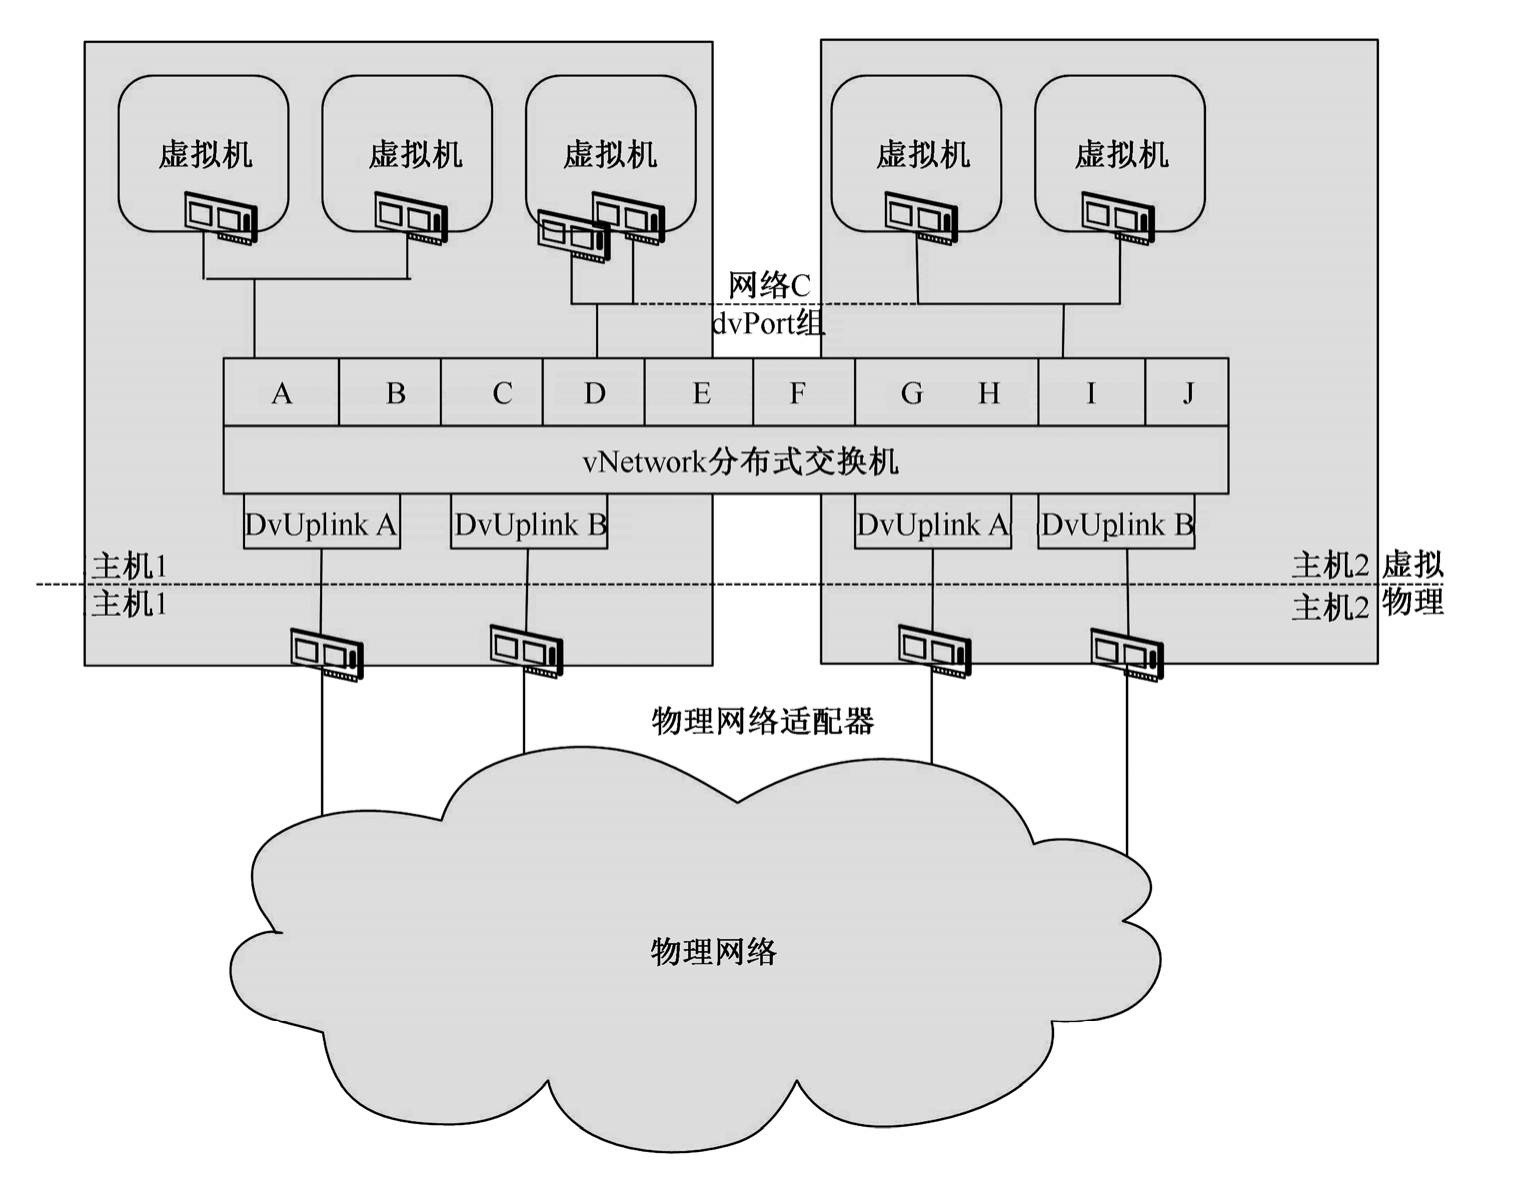 虚拟机 虚拟机 虚拟机 虚拟机 虚拟机
网络C
dvPort组
A B C D E F G H I J
vNetwork分布式交换机
DvUplink A DvUplink B DvUplink A DvUplink B
主机1 主机2 虚拟
主机1 主机2 物理
物理网络适配器
物理网络